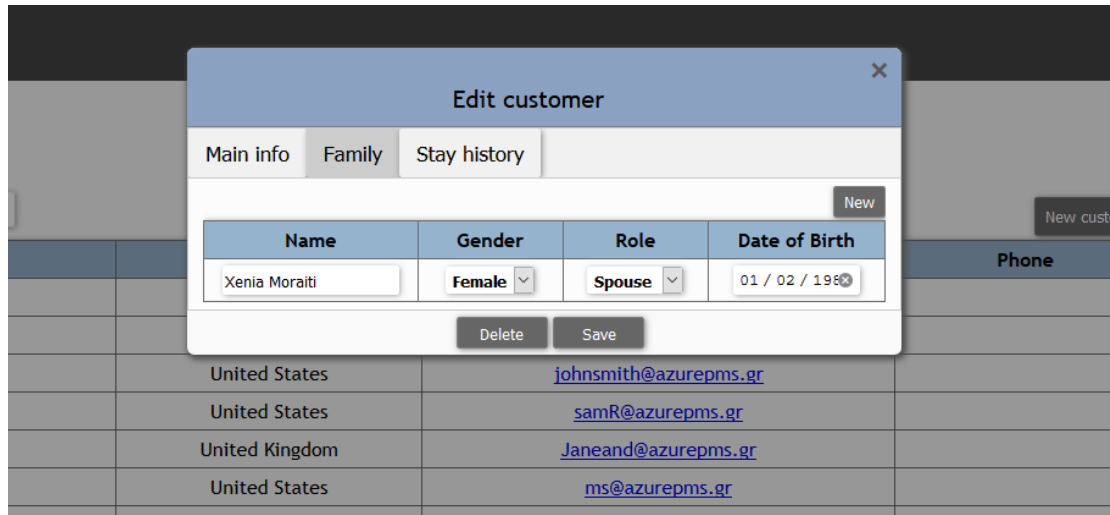 Edit customer
Main info Family Stay history
New
Name Gender Role Date of Birth
Xenia Moraiti Female Spouse 01 / 02 /
Delete Save
New
Phone
United States johnsmith@azurepms.gr
United States samR@azurepms.gr
United Kingdom Janeand@azurepms.gr
United States ms@azurepms.gr